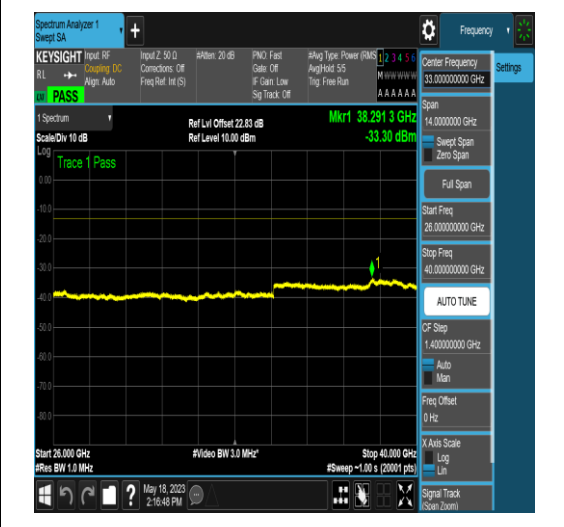 Spectrum Analyzer 1
Swept SA
Frequency
KEYSIGHT
RL
PASS
Input: RF
Coupling: DC
Align: Auto
Input Z: 50 Ω
Corrections: Off
Freq Ref: Int (S)
#Atten: 20 dB
PNO: Fast
Gate: Off
IF Gain: Low
Sig Track: Off
#Avg Type: Power (RMS
Avg|Hold: 5/5
Trig: Free Run
1 2 3 4 5 6
M W W W W W
A A A A A A
1 Spectrum
Scale/Div 10 dB
Ref Lvl Offset 22.83 dB
Ref Level 10.00 dBm
Mkr1 38.291 3 GHz
-33.30 dBm
Log
Trace 1 Pass
0.00
-10.0
-20.0
-30.0
-40.0
-50.0
-60.0
-70.0
-80.0
1
Start 26.000 GHz
#Res BW 1.0 MHz
#Video BW 3.0 MHz*
Stop 40.000 GHz
#Sweep ~1.00 s (20001 pts)
May 18, 2023
2:16:48 PM
Center Frequency
33.000000000 GHz
Settings
Span
14.0000000 GHz
Swept Span
Zero Span
Full Span
Start Freq
26.000000000 GHz
Stop Freq
40.000000000 GHz
AUTO TUNE
CF Step
1.400000000 GHz
Auto
Man
Freq Offset
0 Hz
X Axis Scale
Log
Lin
Signal Track
(Span Zoom)